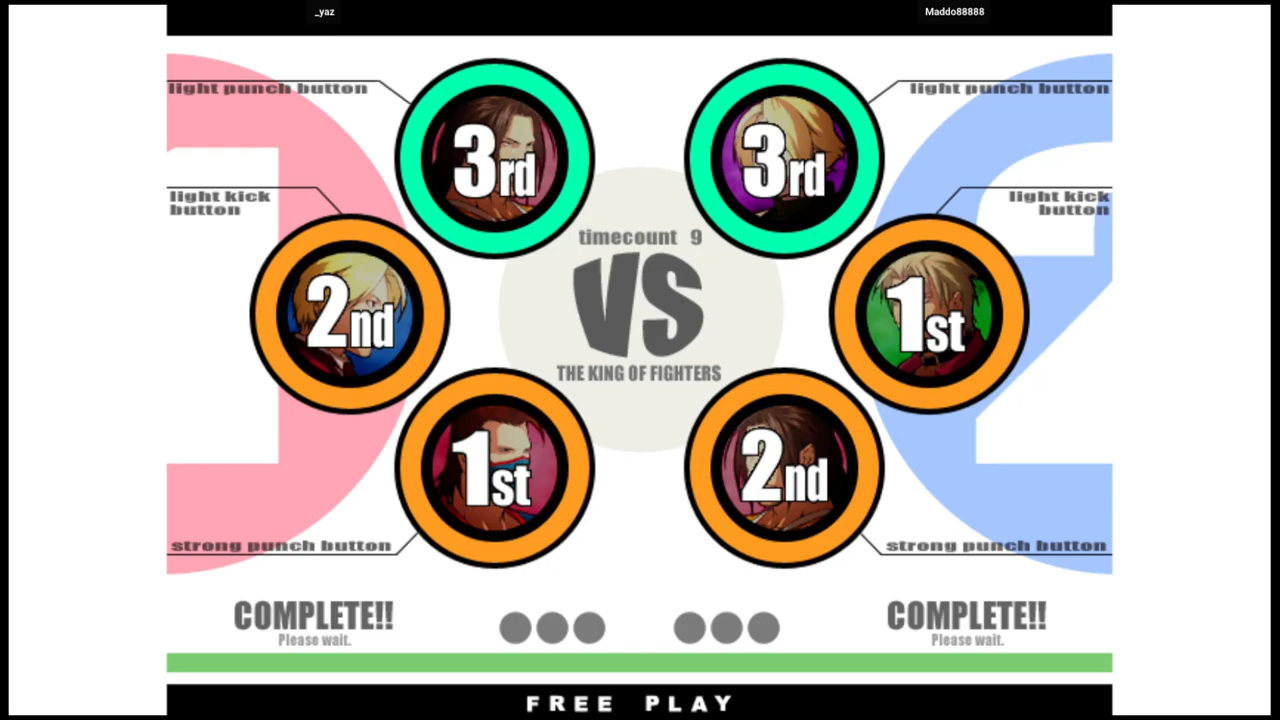 _yaz
Maddo88888
light punch button
light punch button
3rd
3rd
light kick
button
light kick
button
timecount 9
VS
THE KING OF FIGHTERS
2nd
1st
1st
2nd
strong punch button
strong punch button
COMPLETE!!
Please wait.
COMPLETE!!
Please wait.
FREE PLAY
1
2